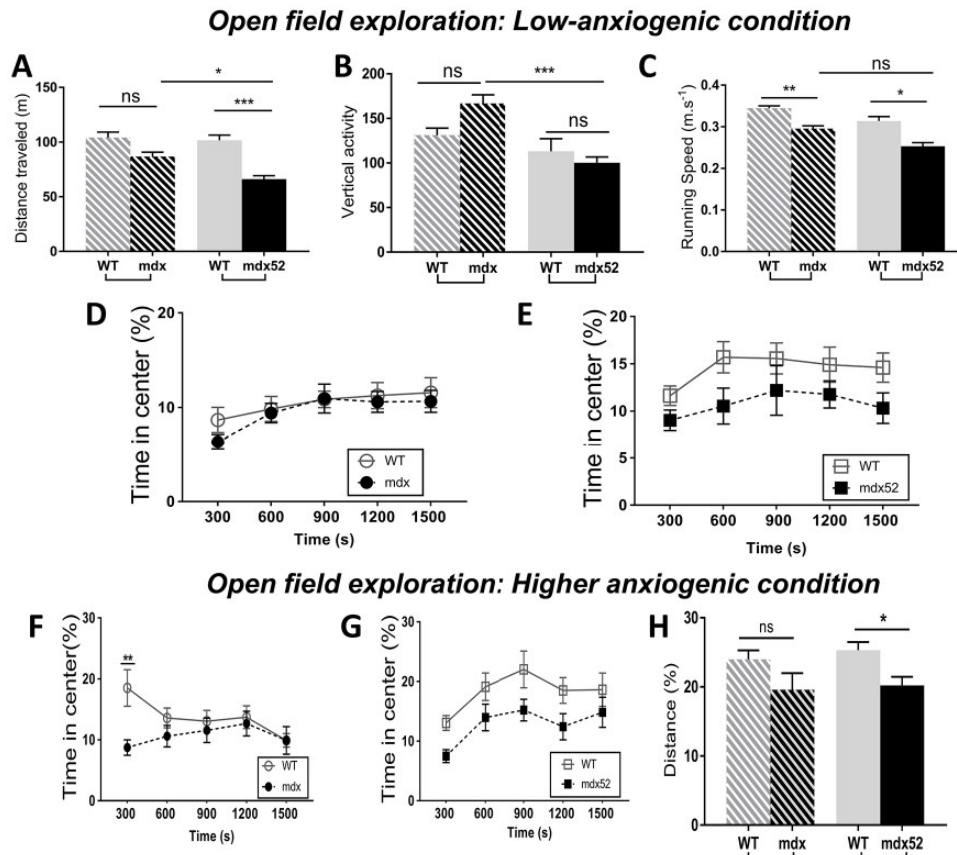 Open field exploration: Low-anxiogenic condition
A
Distance traveled (m)
150
100
50
0
ns
*
***
WT mdx WT mdx52
B
Vertical activity
200
150
100
50
0
ns
***
ns
WT mdx WT mdx52
C
Running Speed (m.s⁻¹)
0.4
0.3
0.2
0.1
0.0
**
ns
*
WT mdx WT mdx52
D
Time in center (%)
20
10
0
WT
mdx
300 600 900 1200 1500
Time (s)
E
Time in center (%)
20
15
10
5
0
WT
mdx52
300 600 900 1200 1500
Time (s)
Open field exploration: Higher anxiogenic condition
F
Time in center(%)
30
20
10
0
**
WT
mdx
300 600 900 1200 1500
Time (s)
G
Time in center (%)
30
20
10
0
WT
mdx52
300 600 900 1200 1500
Time (s)
H
Distance (%)
30
20
10
0
ns
*
WT mdx WT mdx52